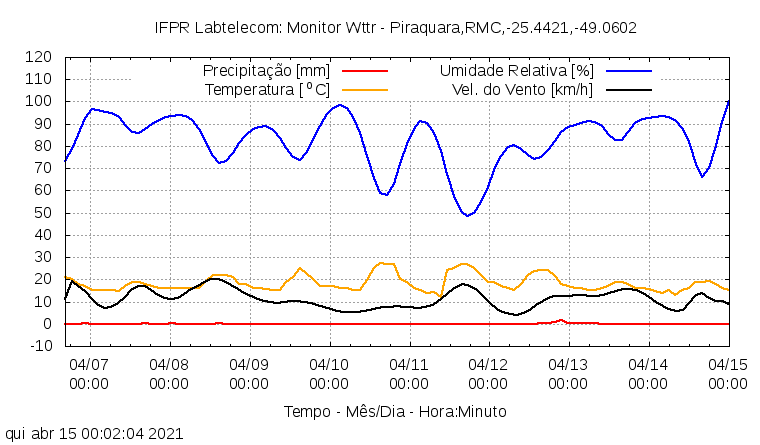 IFPR Labtelecom: Monitor Wttr - Piraquara,RMC,-25.4421,-49.0602
120
110
100
90
80
70
60
50
40
30
20
10
0
-10
Precipitação [mm]
Temperatura [⁰C]
Umidade Relativa [%]
Vel. do Vento [km/h]
04/07 04/08 04/09 04/10 04/11 04/12 04/13 04/14 04/15
00:00 00:00 00:00 00:00 00:00 00:00 00:00 00:00 00:00
Tempo - Mês/Dia - Hora:Minuto
qui abr 15 00:02:04 2021